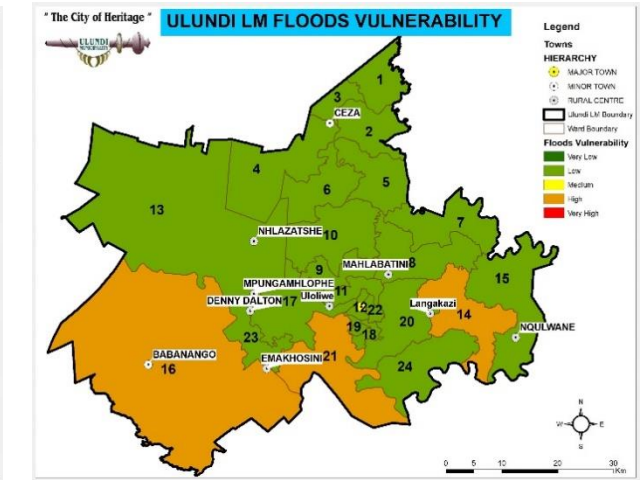 " The City of Heritage "
ULUNDI LM FLOODS VULNERABILITY
ULUNDI
MUNICIPALITY
Legend
Towns
HIERARCHY
MAJOR TOWN
MINOR TOWN
RURAL CENTRE
Ulundi LM Boundary
Ward Boundary
Floods Vulnerability
Very Low
Low
Medium
High
Very High
1
3
CEZA
2
4
5
6
13
7
NHLAZATSHE
10
MAHLABATINI 8
9
15
MPUNGAMHLOPHE
DENNY DALTON 17
Uloliwe 11
12 22
Langakazi
14
20
19
18
NQULWANE
23
BABANANGO
16
EMAKHOSINI 21
24
N
W E
S
0 5 10 20 30
Km